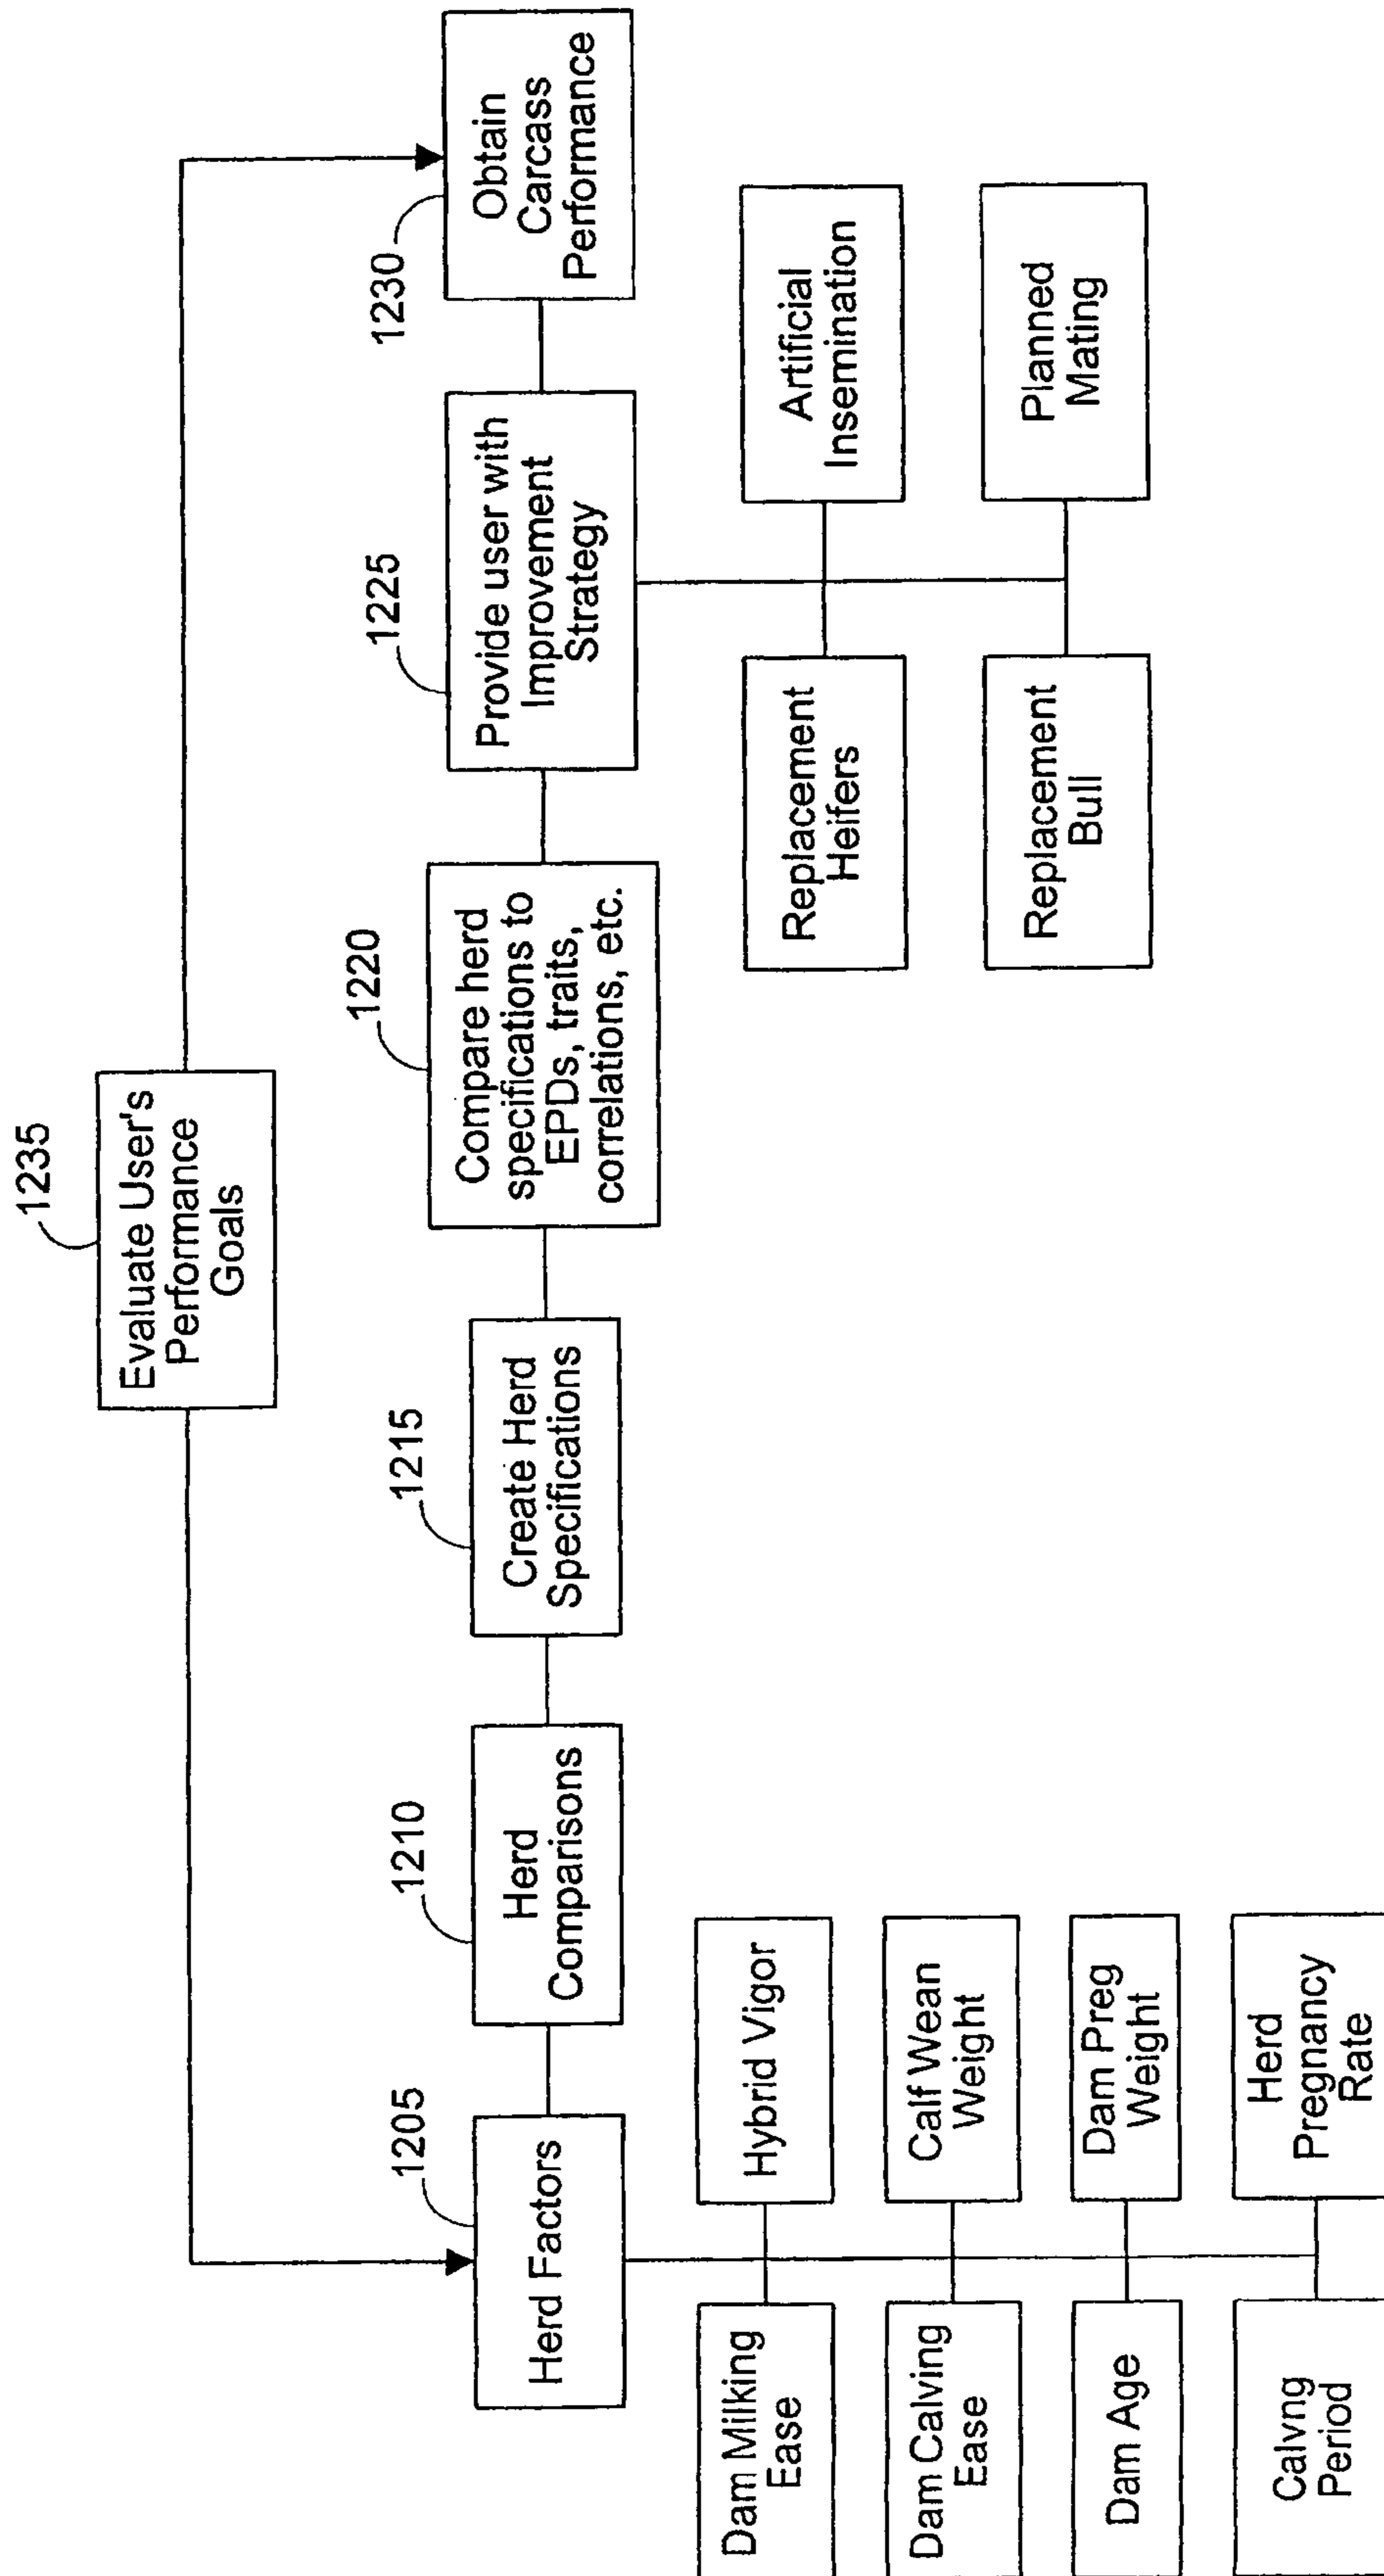 1235
Evaluate User's
Performance
Goals
1205
Herd Factors
1210
Herd
Comparisons
1215
Create Herd
Specifications
1220
Compare herd
specifications to
EPDs, traits,
correlations, etc.
1225
Provide user with
Improvement
Strategy
1230
Obtain
Carcass
Performance
Dam Milking
Ease
Hybrid Vigor
Dam Calving
Ease
Calf Wean
Weight
Dam Age
Dam Preg
Weight
Calvng
Period
Herd
Pregnancy
Rate
Replacement
Heifers
Artificial
Insemination
Replacement
Bull
Planned
Mating